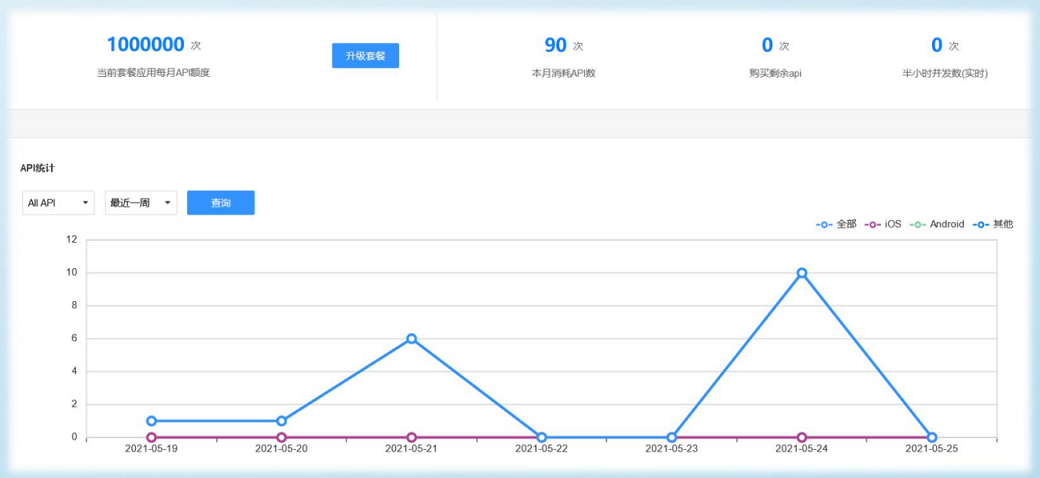 1000000 次
当前套餐应用每月API额度
升级套餐
90 次
本月消耗API数
0 次
购买剩余api
0 次
半小时并发数(实时)
API统计
All API
最近一周
查询
全部 iOS Android 其他
12
10
8
6
4
2
0
2021-05-19 2021-05-20 2021-05-21 2021-05-22 2021-05-23 2021-05-24 2021-05-25